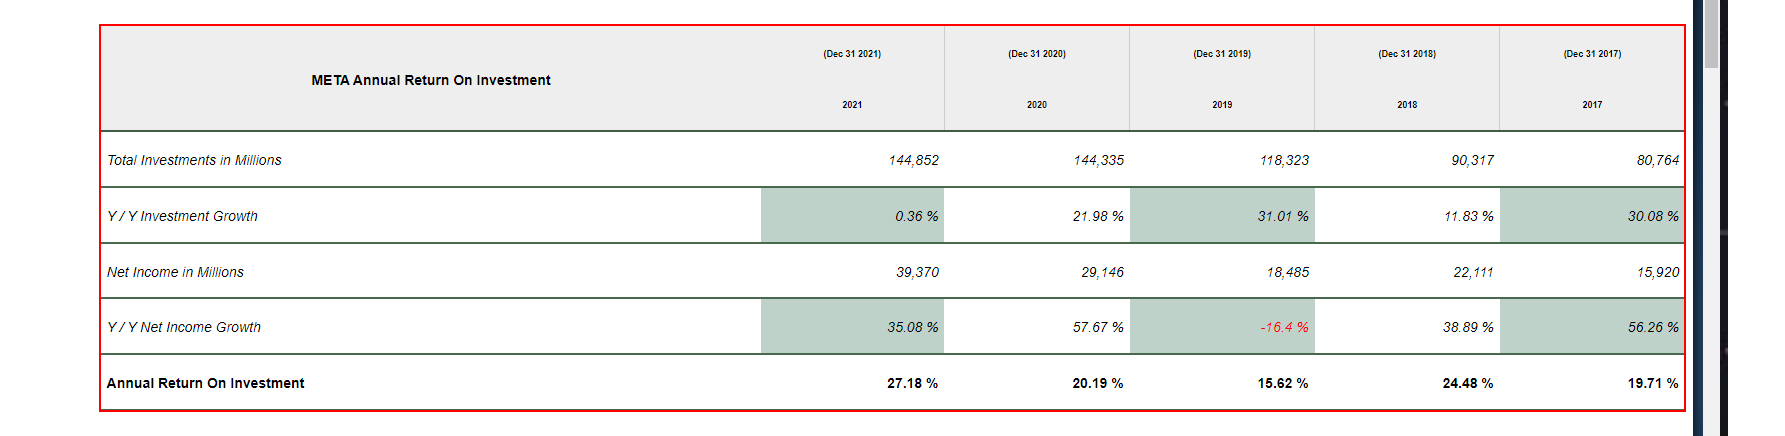 (Dec 31 2021) (Dec 31 2020) (Dec 31 2019) (Dec 31 2018) (Dec 31 2017)
META Annual Return On Investment
2021 2020 2019 2018 2017
Total Investments in Millions 144,852 144,335 118,323 90,317 80,764
Y / Y Investment Growth 0.36 % 21.98 % 31.01 % 11.83 % 30.08 %
Net Income in Millions 39,370 29,146 18,485 22,111 15,920
Y / Y Net Income Growth 35.08 % 57.67 % -16.4 % 38.89 % 56.26 %
Annual Return On Investment 27.18 % 20.19 % 15.62 % 24.48 % 19.71 %